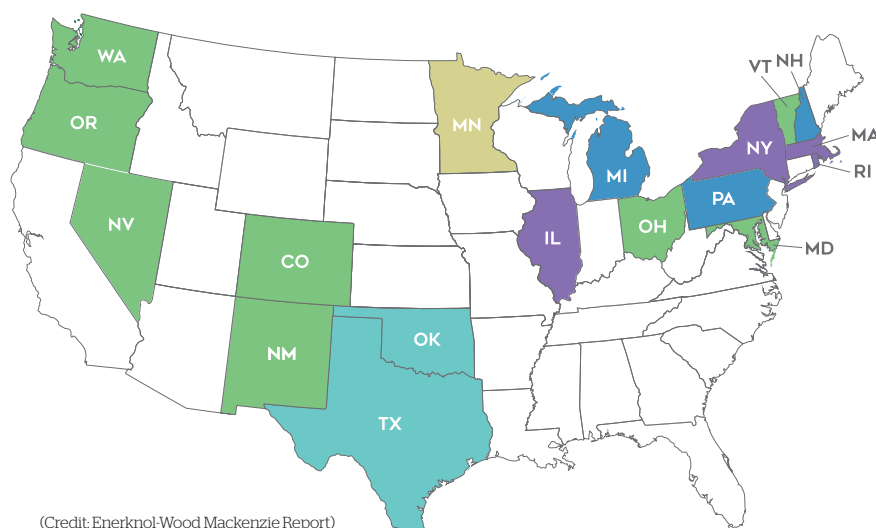 WA
VT
NH
OR
MN
MA
NY
MI
RI
PA
NV
IL
OH
MD
CO
OK
NM
TX
(Credit: Enerknol-Wood Mackenzie Report)